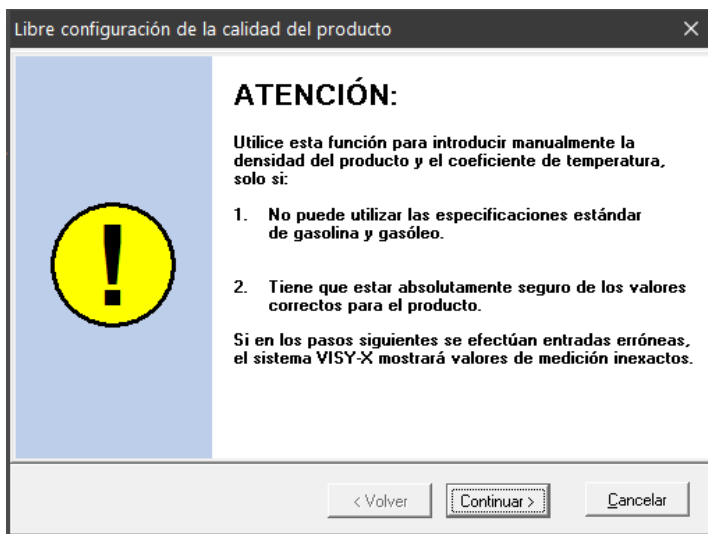 Libre configuración de la calidad del producto
ATENCIÓN:
Utilice esta función para introducir manualmente la
densidad del producto y el coeficiente de temperatura,
solo si:
1. No puede utilizar las especificaciones estándar
de gasolina y gasóleo.
2. Tiene que estar absolutamente seguro de los valores
correctos para el producto.
Si en los pasos siguientes se efectúan entradas erróneas,
el sistema VISY-X mostrará valores de medición inexactos.
< Volver
Continuar >
Cancelar